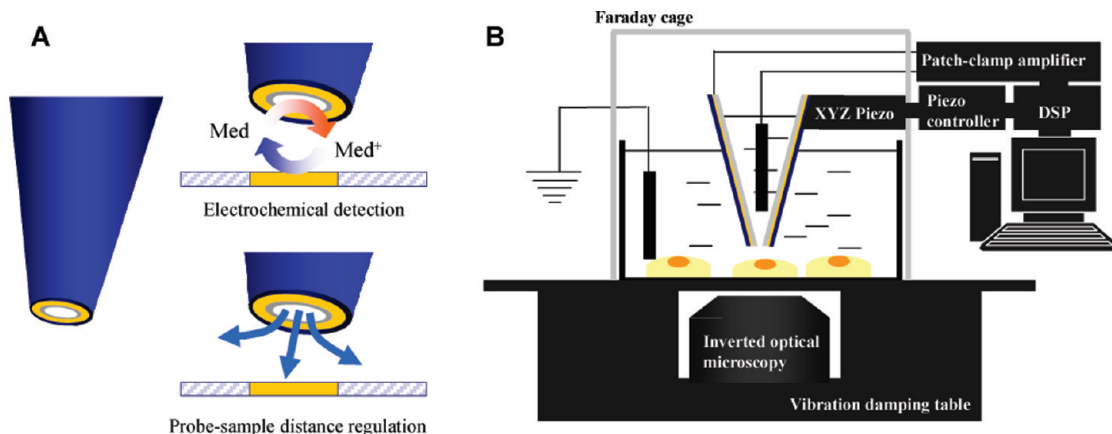 A
Med
Med+
Electrochemical detection
Probe-sample distance regulation
B
Faraday cage
Patch-clamp amplifier
XYZ Piezo
Piezo
controller
DSP
Inverted optical
microscopy
Vibration damping table